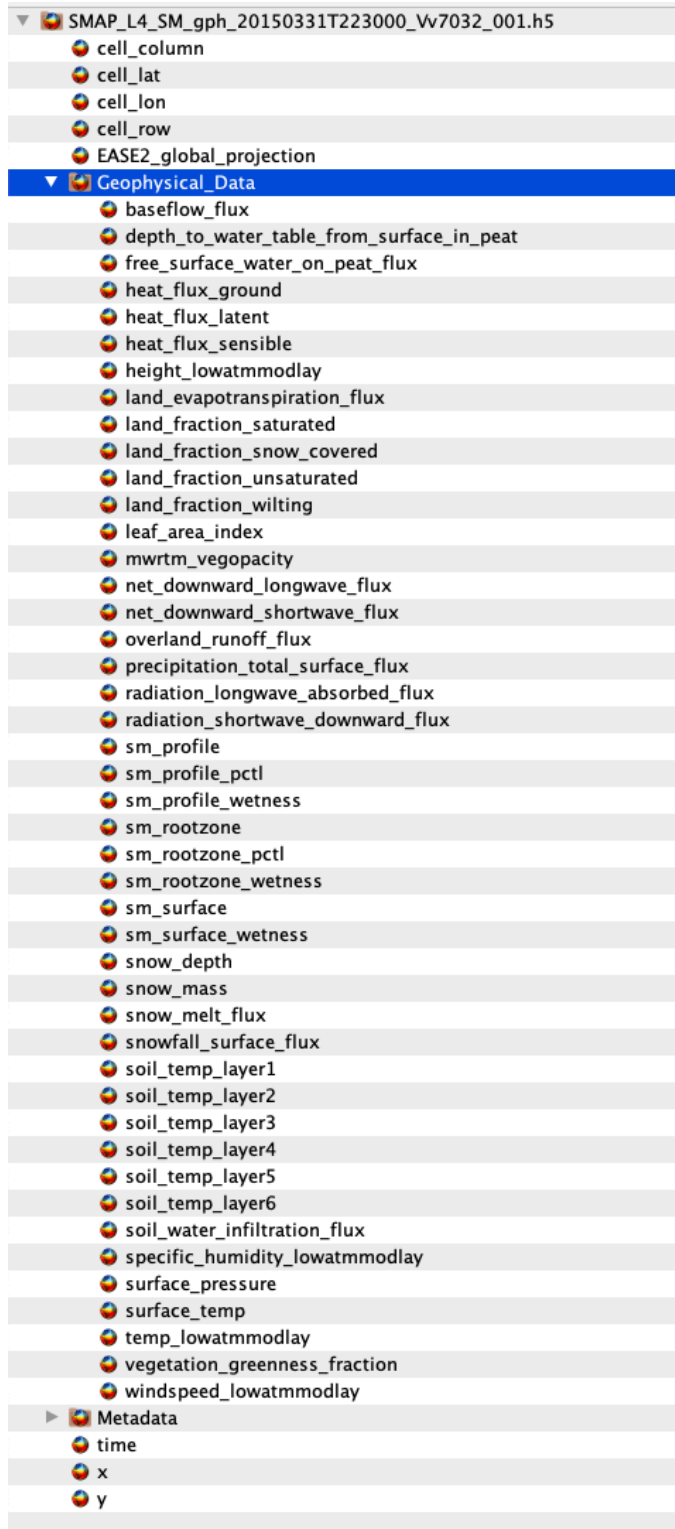 SMAP_L4_SM_gph_20150331T223000_Vv7032_001.h5
cell_column
cell_lat
cell_lon
cell_row
EASE2_global_projection
Geophysical_Data
baseflow_flux
depth_to_water_table_from_surface_in_peat
free_surface_water_on_peat_flux
heat_flux_ground
heat_flux_latent
heat_flux_sensible
height_lowatmmodlay
land_evapotranspiration_flux
land_fraction_saturated
land_fraction_snow_covered
land_fraction_unsaturated
land_fraction_wilting
leaf_area_index
mwrtm_vegopacity
net_downward_longwave_flux
net_downward_shortwave_flux
overland_runoff_flux
precipitation_total_surface_flux
radiation_longwave_absorbed_flux
radiation_shortwave_downward_flux
sm_profile
sm_profile_pctl
sm_profile_wetness
sm_rootzone
sm_rootzone_pctl
sm_rootzone_wetness
sm_surface
sm_surface_wetness
snow_depth
snow_mass
snow_melt_flux
snowfall_surface_flux
soil_temp_layer1
soil_temp_layer2
soil_temp_layer3
soil_temp_layer4
soil_temp_layer5
soil_temp_layer6
soil_water_infiltration_flux
specific_humidity_lowatmmodlay
surface_pressure
surface_temp
temp_lowatmmodlay
vegetation_greenness_fraction
windspeed_lowatmmodlay
Metadata
time
x
y